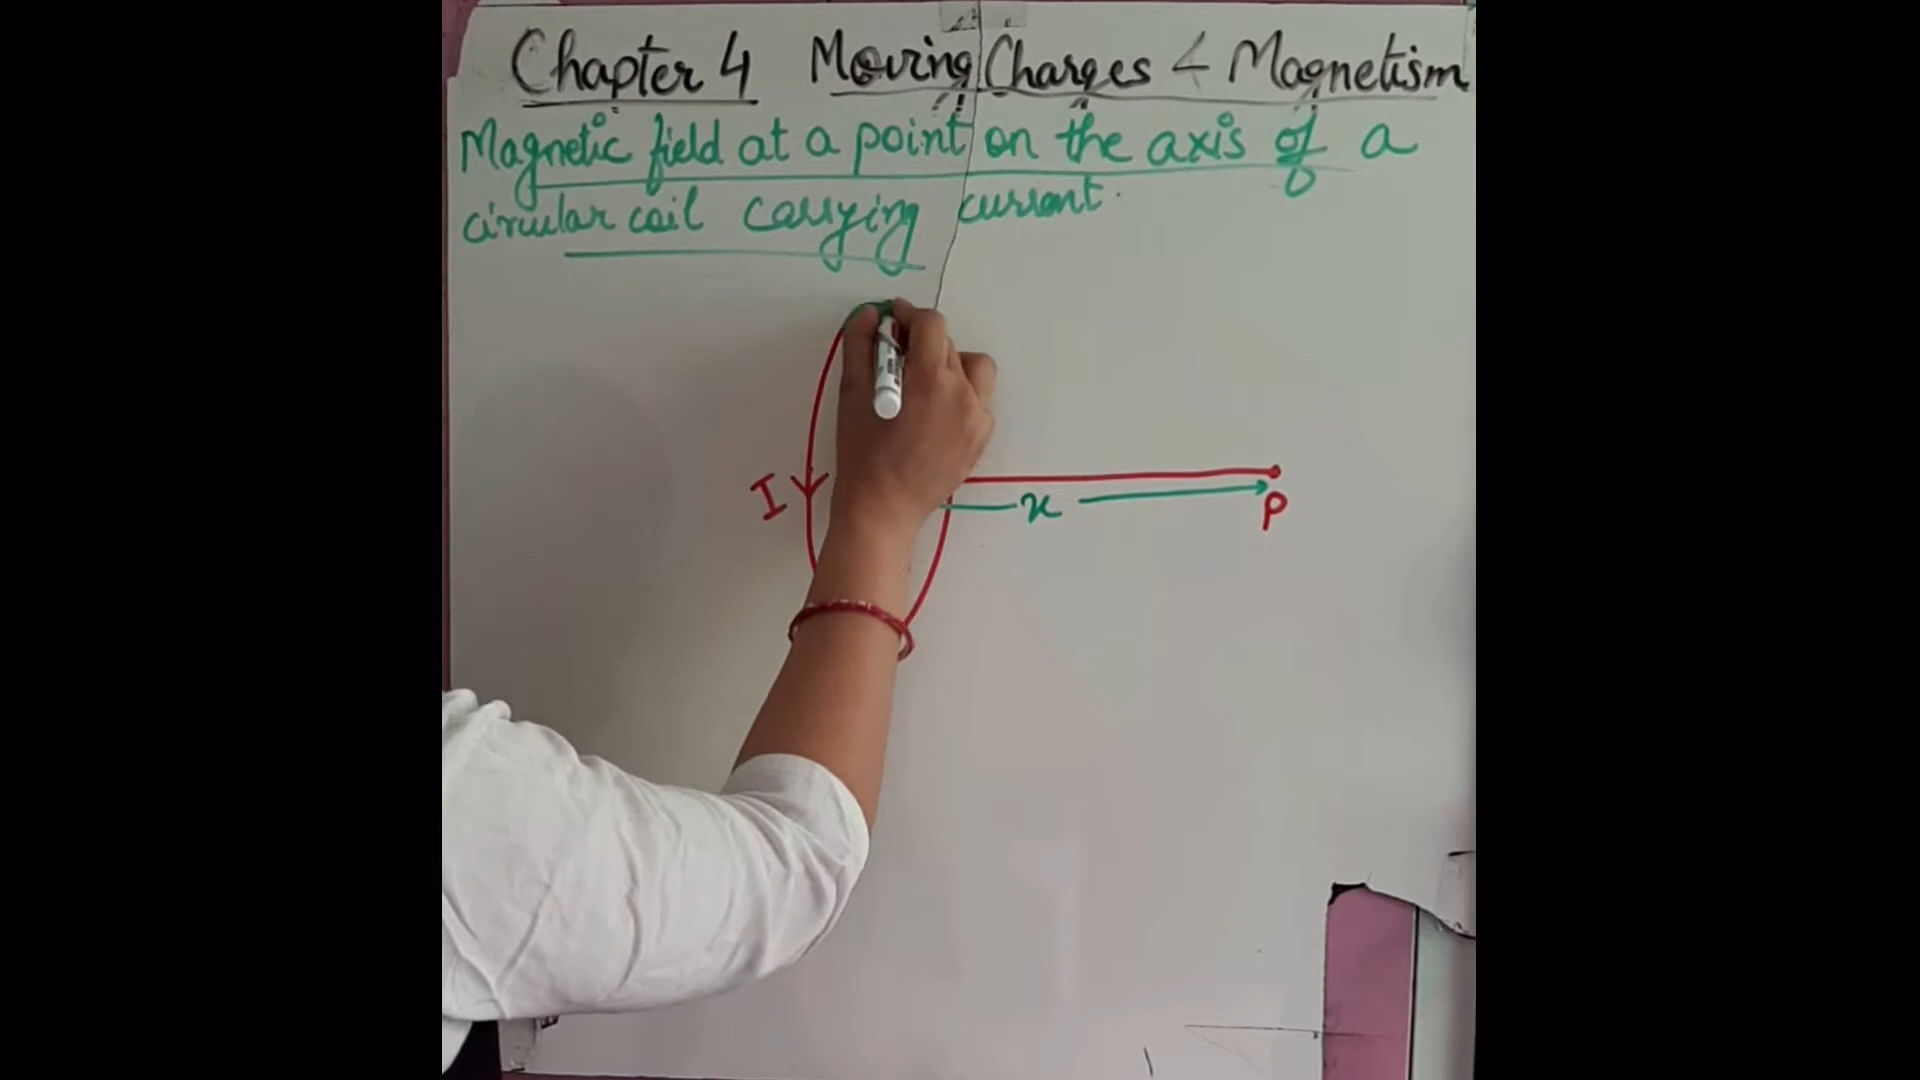 Chapter 4 Moving Charges & Magnetism
Magnetic field at a point on the axis of a
circular coil carrying current.
I
x
P